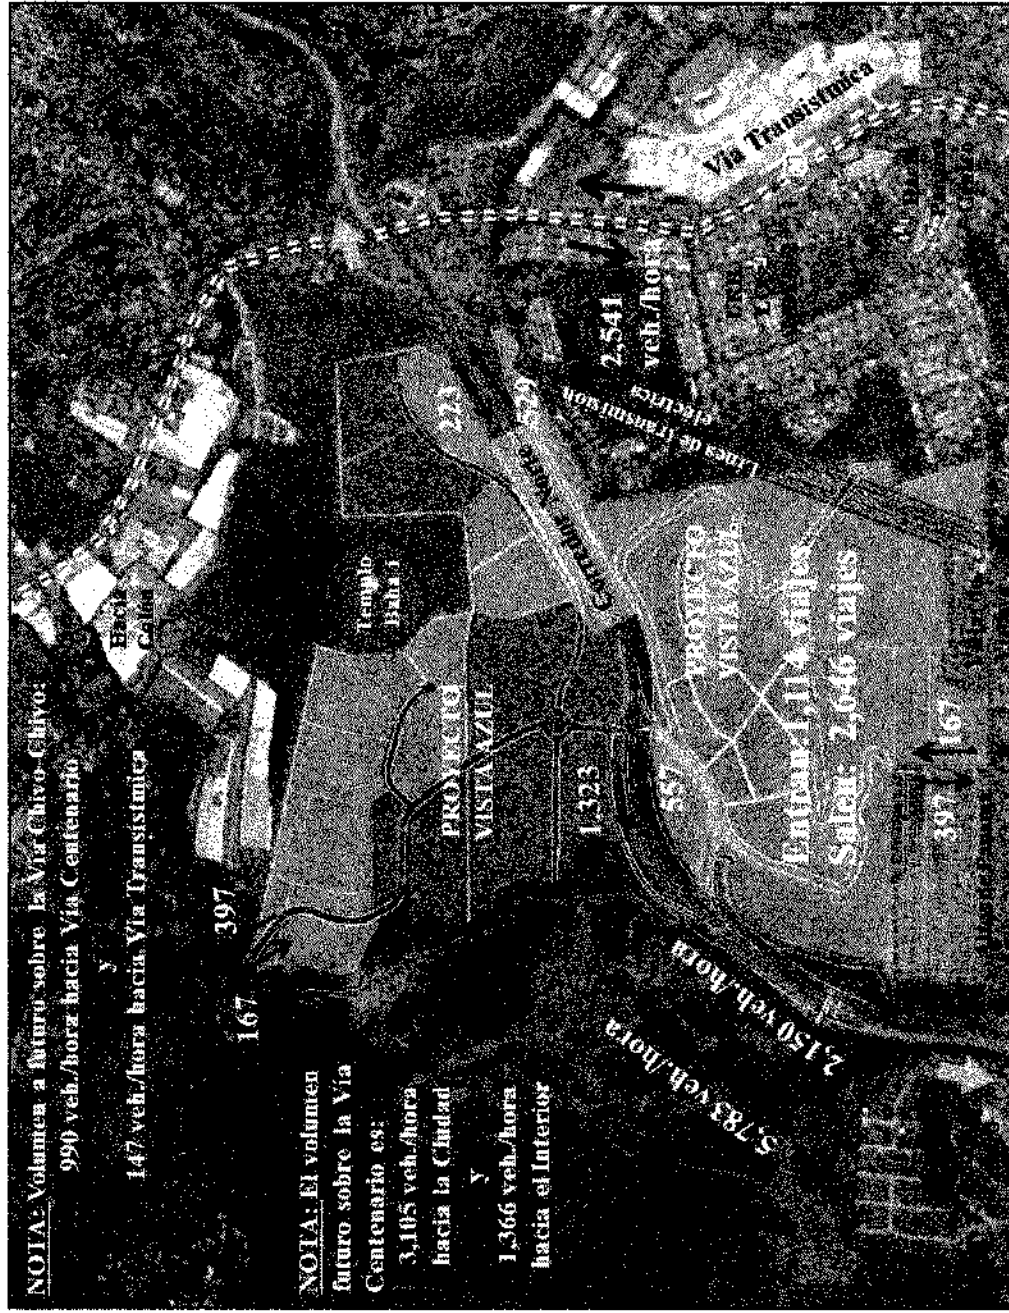 NOTA: Volumen a futuro sobre la Vía Chivo-Chivo:
990 veh./hora hacia Vía Centenario
y
147 veh./hora hacia Vía Transístmica
NOTA: El volumen
futuro sobre la Vía
Centenario es:
3,105 veh./hora
hacia la Ciudad
y
1,366 veh./hora
hacia el Interior
167
397
5,783 veh./hora
2,150 veh./hora
PROYECTO
VISTA AZUL
Templo
Bahá'í
223
529
Corredor Norte
1,323
557
PROYECTO
VISTA AZUL
Entran: 1,114 viajes
Salen: 2,646 viajes
397
167
2,541
veh./hora
Línea de transmisión
eléctrica
Vía Transístmica